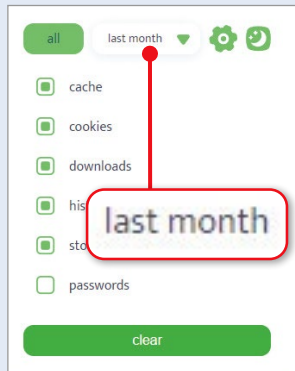 all
last month
cache
cookies
downloads
his
last month
sto
passwords
clear